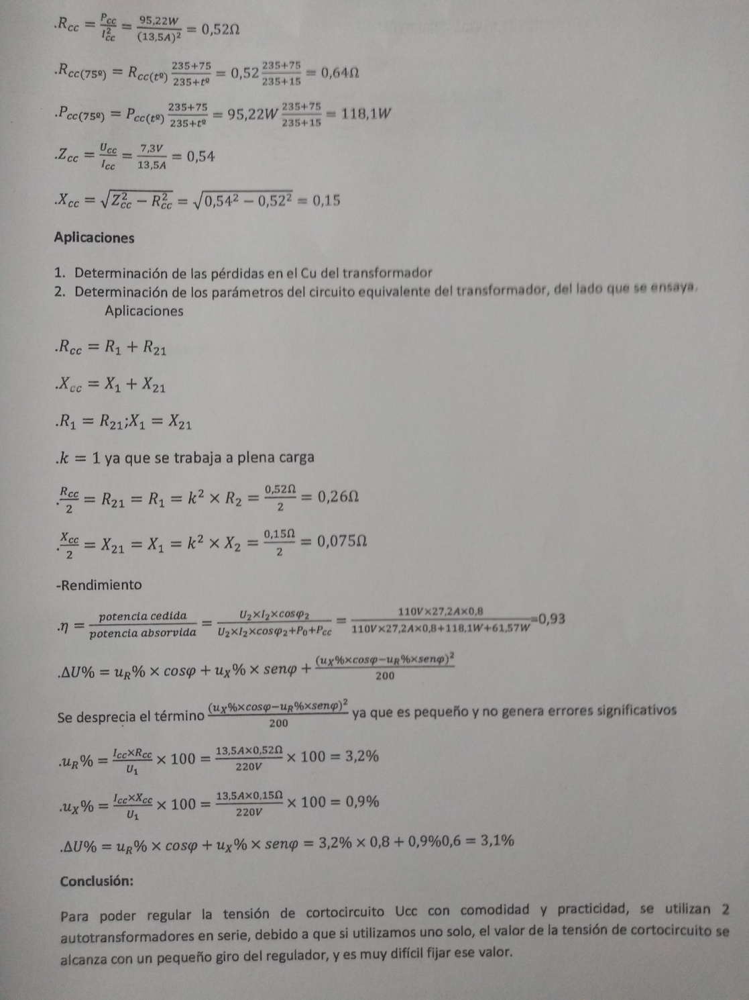 .R_cc = P_cc/I²_cc = 95,22W/(13,5A)² = 0,52Ω
.R_cc(75º) = R_cc(tº) 235+75/235+tº = 0,52 235+75/235+15 = 0,64Ω
.P_cc(75º) = P_cc(tº) 235+75/235+tº = 95,22W 235+75/235+15 = 118,1W
.Z_cc = U_cc/I_cc = 7,3V/13,5A = 0,54
.X_cc = √(Z²_cc − R²_cc) = √(0,54² − 0,52²) = 0,15
Aplicaciones
1. Determinación de las pérdidas en el Cu del transformador
2. Determinación de los parámetros del circuito equivalente del transformador, del lado que se ensaya.
Aplicaciones
.R_cc = R_1 + R_21
.X_cc = X_1 + X_21
.R_1 = R_21;X_1 = X_21
.k = 1 ya que se trabaja a plena carga
.R_cc/2 = R_21 = R_1 = k² × R_2 = 0,52Ω/2 = 0,26Ω
.X_cc/2 = X_21 = X_1 = k² × X_2 = 0,15Ω/2 = 0,075Ω
-Rendimiento
.η = potencia cedida/potencia absorvida = U_2×I_2×cosφ_2/U_2×I_2×cosφ_2+P_0+P_cc = 110V×27,2A×0,8/110V×27,2A×0,8+118,1W+61,57W =0,93
.ΔU% = u_R% × cosφ + u_X% × senφ + (u_X%×cosφ−u_R%×senφ)²/200
Se desprecia el término (u_X%×cosφ−u_R%×senφ)²/200 ya que es pequeño y no genera errores significativos
.u_R% = I_cc×R_cc/U_1 × 100 = 13,5A×0,52Ω/220V × 100 = 3,2%
.u_X% = I_cc×X_cc/U_1 × 100 = 13,5A×0,15Ω/220V × 100 = 0,9%
.ΔU% = u_R% × cosφ + u_X% × senφ = 3,2% × 0,8 + 0,9%0,6 = 3,1%
Conclusión:
Para poder regular la tensión de cortocircuito Ucc con comodidad y practicidad, se utilizan 2
autotransformadores en serie, debido a que si utilizamos uno solo, el valor de la tensión de cortocircuito se
alcanza con un pequeño giro del regulador, y es muy difícil fijar ese valor.